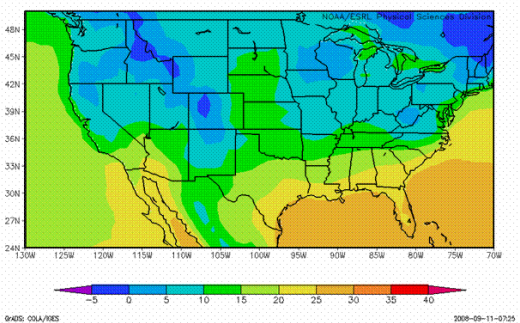 NOAA/ESRL Physical Sciences Division
48N
45N
42N
39N
36N
33N
30N
27N
24N
130W 125W 120W 115W 110W 105W 100W 95W 90W 85W 80W 75W 70W
-5 0 5 10 15 20 25 30 35 40
GrADS: COLA/IGES 2008-09-11-07:25